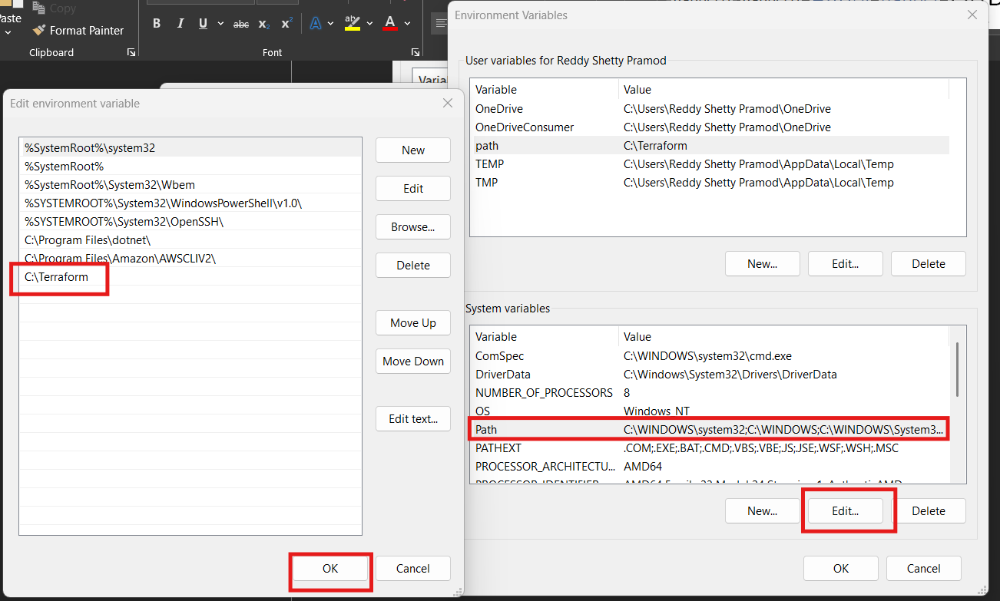 Copy
Paste
Format Painter
Clipboard
B I U abc x₂ x² A ab A
Font
Edit environment variable
%SystemRoot%\system32
%SystemRoot%
%SystemRoot%\System32\Wbem
%SYSTEMROOT%\System32\WindowsPowerShell\v1.0\
%SYSTEMROOT%\System32\OpenSSH\
C:\Program Files\dotnet\
C:\Program Files\Amazon\AWSCLIV2\
C:\Terraform
New
Edit
Browse...
Delete
Move Up
Move Down
Edit text...
OK
Cancel
Environment Variables
User variables for Reddy Shetty Pramod
Variable Value
OneDrive C:\Users\Reddy Shetty Pramod\OneDrive
OneDriveConsumer C:\Users\Reddy Shetty Pramod\OneDrive
path C:\Terraform
TEMP C:\Users\Reddy Shetty Pramod\AppData\Local\Temp
TMP C:\Users\Reddy Shetty Pramod\AppData\Local\Temp
New... Edit... Delete
System variables
Variable Value
ComSpec C:\WINDOWS\system32\cmd.exe
DriverData C:\Windows\System32\Drivers\DriverData
NUMBER_OF_PROCESSORS 8
OS Windows_NT
Path C:\WINDOWS\system32;C:\WINDOWS;C:\WINDOWS\System3...
PATHEXT .COM;.EXE;.BAT;.CMD;.VBS;.VBE;.JS;.JSE;.WSF;.WSH;.MSC
PROCESSOR_ARCHITECTU... AMD64
New... Edit... Delete
OK Cancel